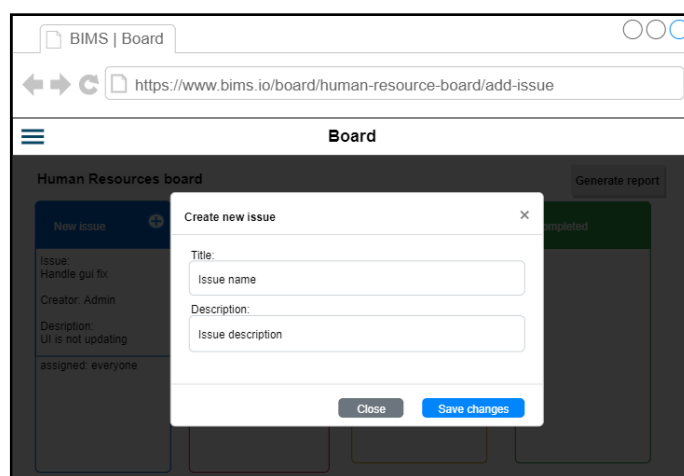 BIMS | Board
https://www.bims.io/board/human-resource-board/add-issue
Board
Human Resources board
Generate report
New issue
Issue:
Handle gui fix
Creator: Admin
Desription:
UI is not updating
assigned: everyone
Create new issue
×
Title:
Issue name
Description:
Issue description
Close
Save changes